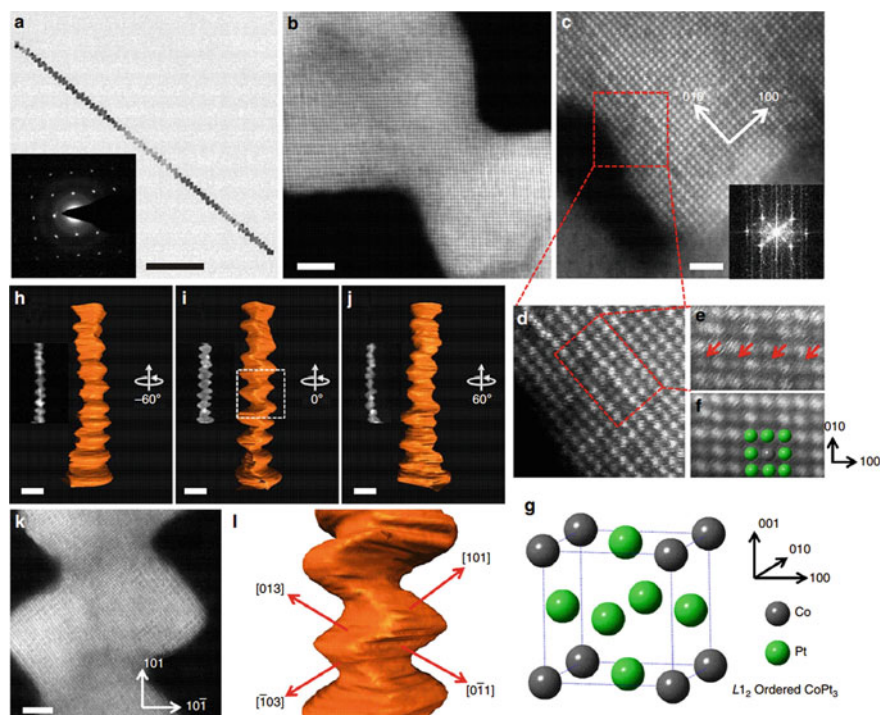 a
b
c
010
100
h
i
j
−60°
0°
60°
d
e
f
010
100
k
101
101̄
l
[101]
[013]
[1̄03]
[01̄1]
g
001
010
100
Co
Pt
L1₂ Ordered CoPt₃